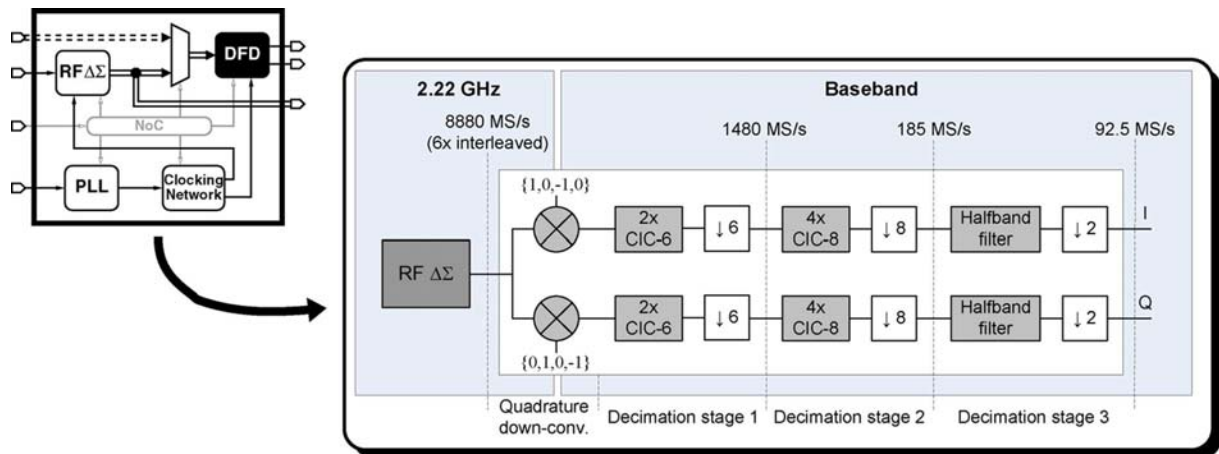 RF ΔΣ
DFD
NoC
PLL
Clocking
Network
2.22 GHz
Baseband
8880 MS/s
(6x interleaved)
1480 MS/s
185 MS/s
92.5 MS/s
{1,0,-1,0}
2x
CIC-6
↓ 6
4x
CIC-8
↓ 8
Halfband
filter
↓ 2
I
RF ΔΣ
2x
CIC-6
↓ 6
4x
CIC-8
↓ 8
Halfband
filter
↓ 2
Q
{0,1,0,-1}
Quadrature
down-conv.
Decimation stage 1
Decimation stage 2
Decimation stage 3